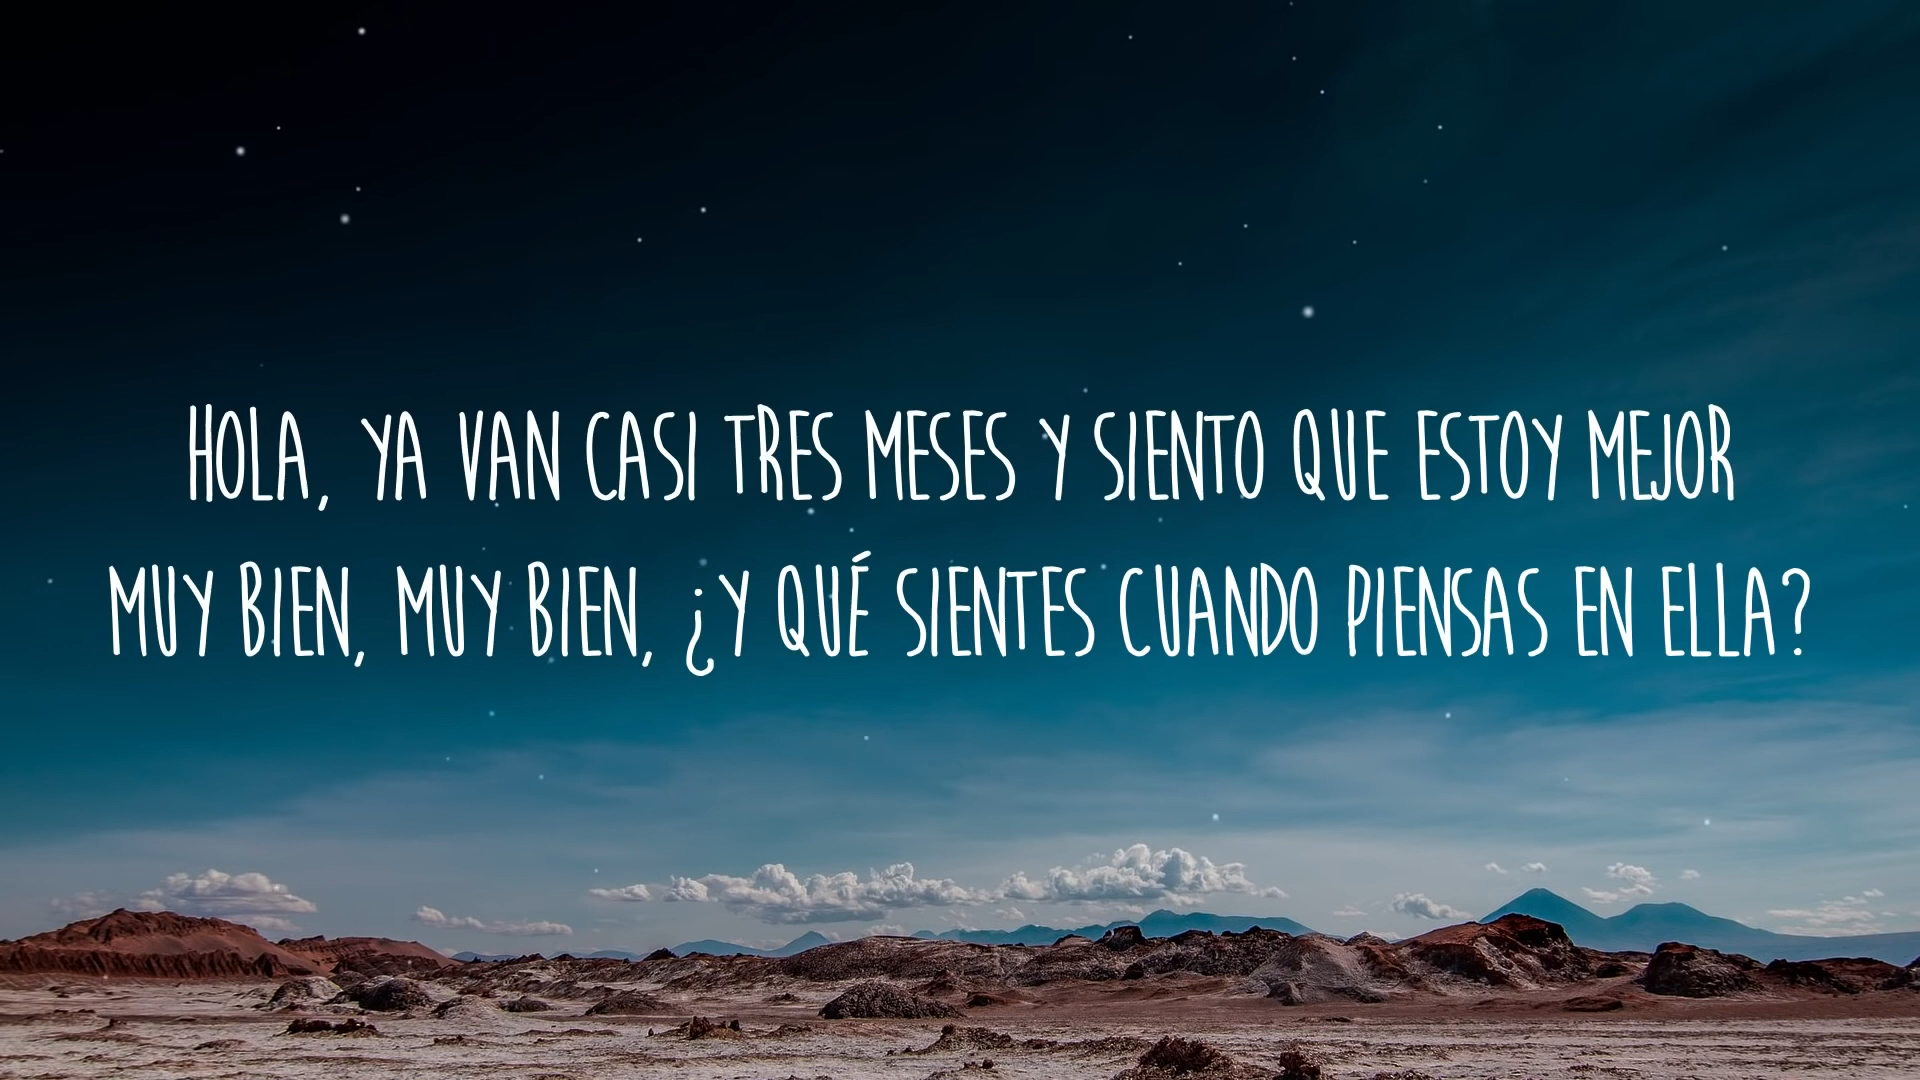 HOLA, YA VAN CASI TRES MESES Y SIENTO QUE ESTOY MEJOR
MUY BIEN, MUY BIEN, ¿Y QUÉ SIENTES CUANDO PIENSAS EN ELLA?